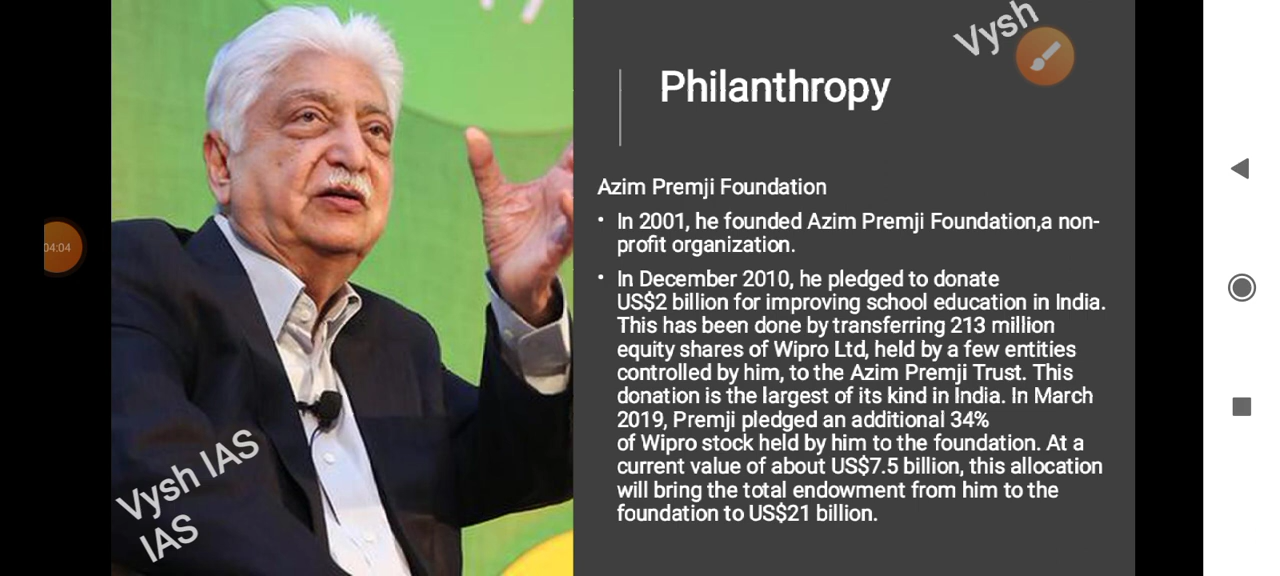 Vysh
Philanthropy
Azim Premji Foundation
• In 2001, he founded Azim Premji Foundation,a non-
profit organization.
• In December 2010, he pledged to donate
US$2 billion for improving school education in India.
This has been done by transferring 213 million
equity shares of Wipro Ltd, held by a few entities
controlled by him, to the Azim Premji Trust. This
donation is the largest of its kind in India. In March
2019, Premji pledged an additional 34%
of Wipro stock held by him to the foundation. At a
current value of about US$7.5 billion, this allocation
will bring the total endowment from him to the
foundation to US$21 billion.
04:04
Vysh IAS
IAS